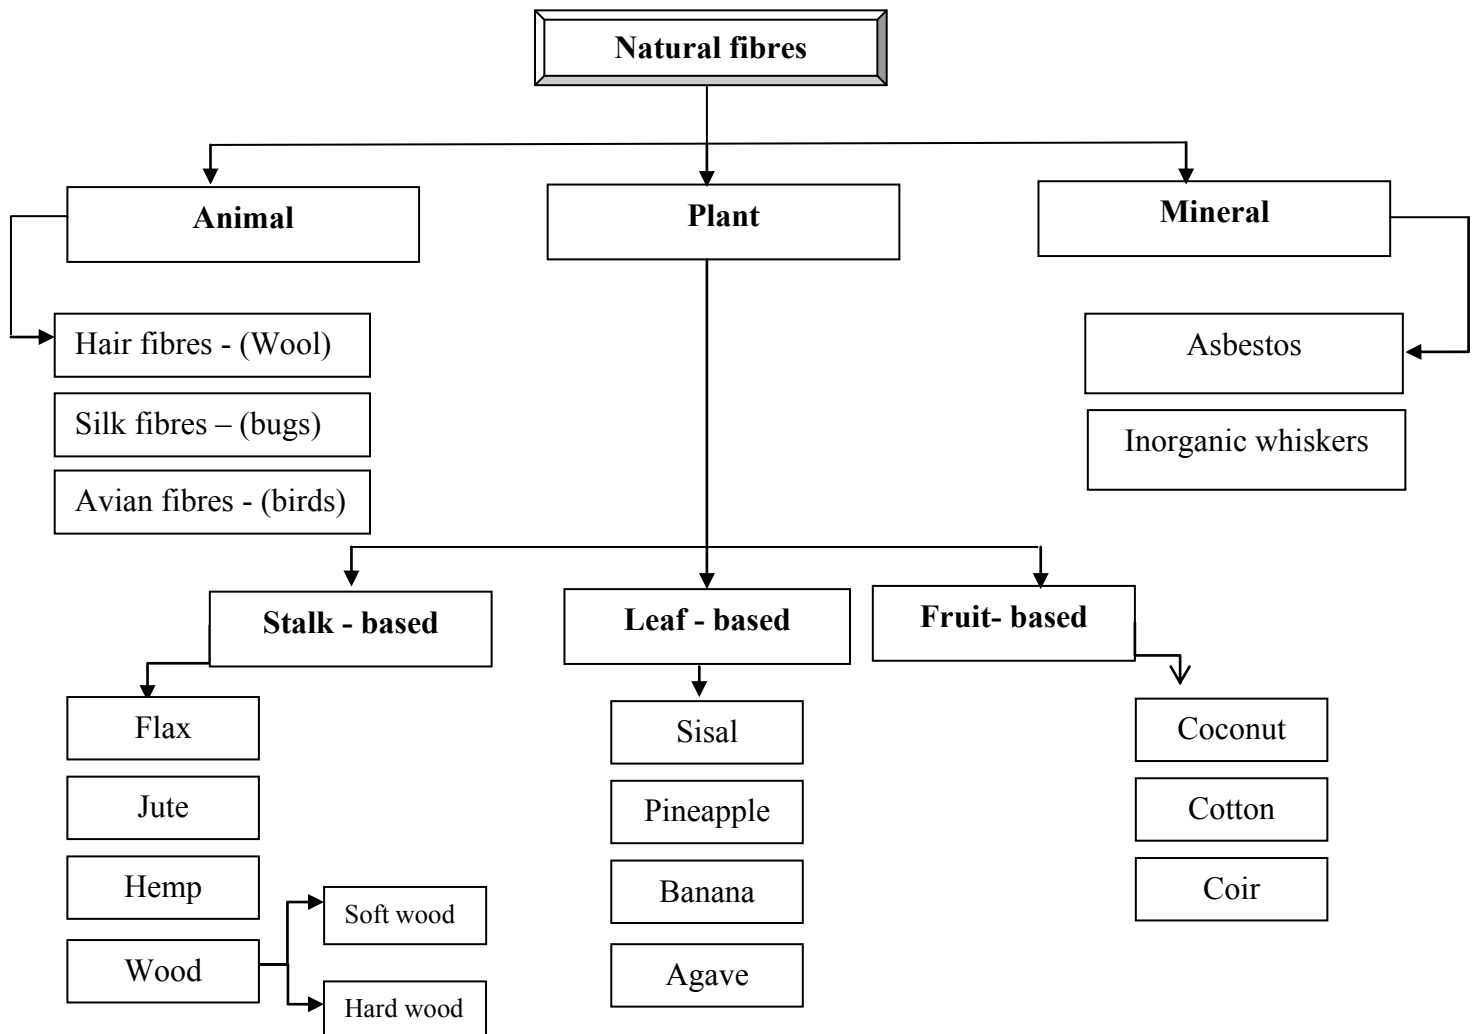 Natural fibres
Animal
Plant
Mineral
Hair fibres - (Wool)
Silk fibres – (bugs)
Avian fibres - (birds)
Asbestos
Inorganic whiskers
Stalk - based
Leaf - based
Fruit- based
Flax
Jute
Hemp
Wood
Soft wood
Hard wood
Sisal
Pineapple
Banana
Agave
Coconut
Cotton
Coir